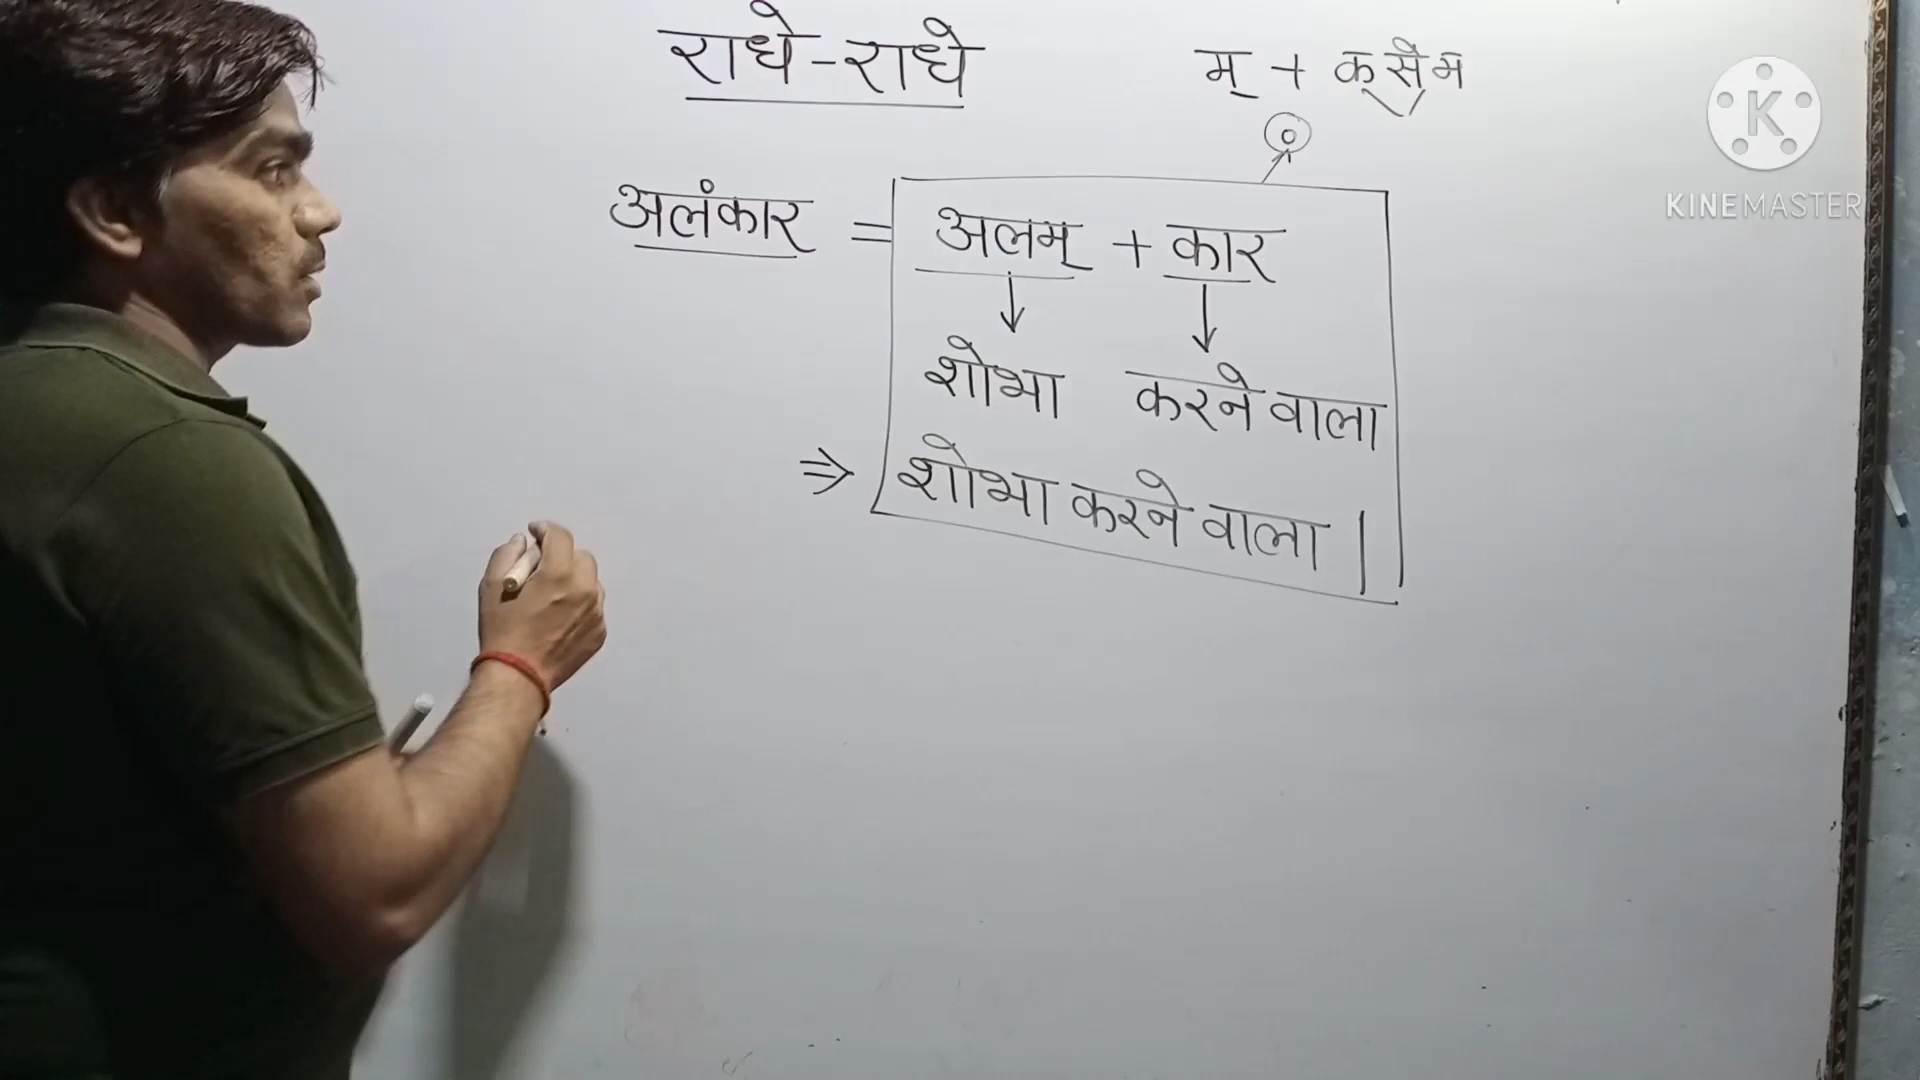 राधे-राधे
म् + क् से म
अलंकार = अलम् + कार
शोभा करने वाला
⇒ शोभा करने वाला |
K
KINEMASTER